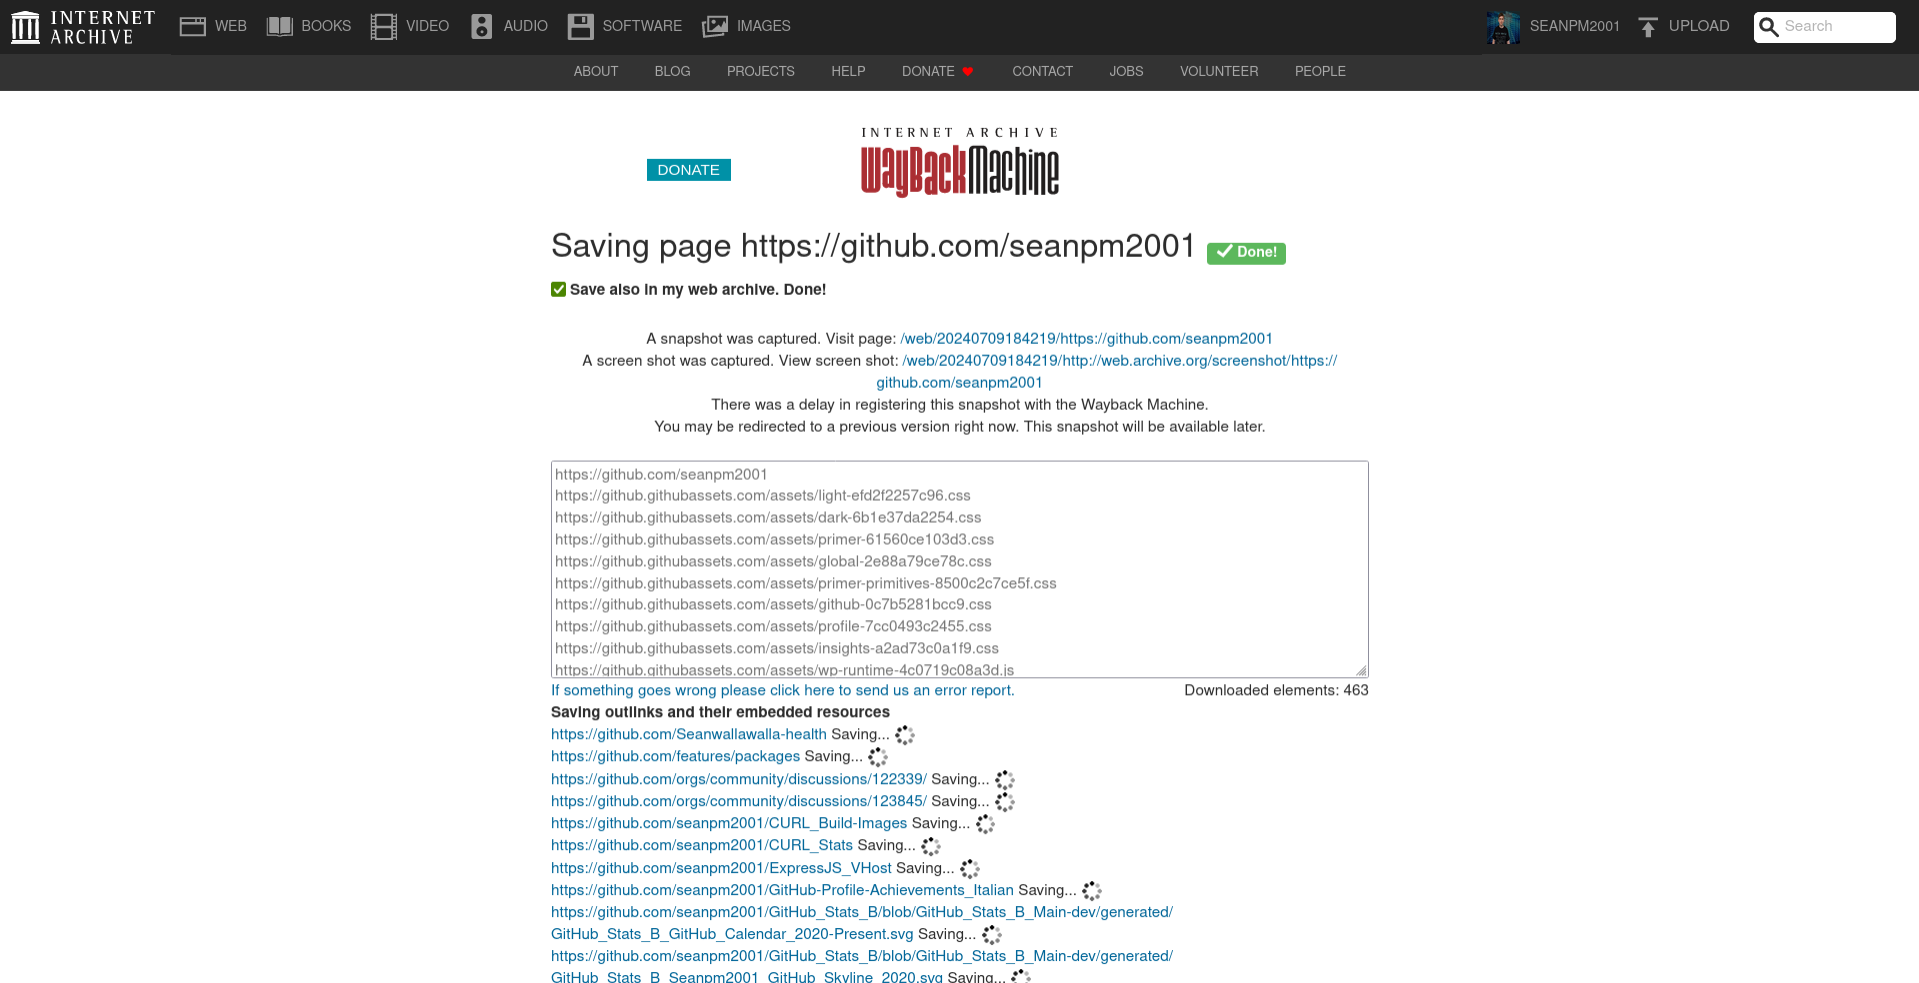 INTERNET ARCHIVE
WEB BOOKS VIDEO AUDIO SOFTWARE IMAGES SEANPM2001 UPLOAD Search
ABOUT BLOG PROJECTS HELP DONATE CONTACT JOBS VOLUNTEER PEOPLE
INTERNET ARCHIVE
DONATE WayBackMachine
Saving page https://github.com/seanpm2001 Done!
Save also in my web archive. Done!
A snapshot was captured. Visit page: /web/20240709184219/https://github.com/seanpm2001
A screen shot was captured. View screen shot: /web/20240709184219/http://web.archive.org/screenshot/https://
github.com/seanpm2001
There was a delay in registering this snapshot with the Wayback Machine.
You may be redirected to a previous version right now. This snapshot will be available later.
https://github.com/seanpm2001
https://github.githubassets.com/assets/light-efd2f2257c96.css
https://github.githubassets.com/assets/dark-6b1e37da2254.css
https://github.githubassets.com/assets/primer-61560ce103d3.css
https://github.githubassets.com/assets/global-2e88a79ce78c.css
https://github.githubassets.com/assets/primer-primitives-8500c2c7ce5f.css
https://github.githubassets.com/assets/github-0c7b5281bcc9.css
https://github.githubassets.com/assets/profile-7cc0493c2455.css
https://github.githubassets.com/assets/insights-a2ad73c0a1f9.css
https://github.githubassets.com/assets/wp-runtime-4c0719c08a3d.js
If something goes wrong please click here to send us an error report. Downloaded elements: 463
Saving outlinks and their embedded resources
https://github.com/Seanwallawalla-health Saving...
https://github.com/features/packages Saving...
https://github.com/orgs/community/discussions/122339/ Saving...
https://github.com/orgs/community/discussions/123845/ Saving...
https://github.com/seanpm2001/CURL_Build-Images Saving...
https://github.com/seanpm2001/CURL_Stats Saving...
https://github.com/seanpm2001/ExpressJS_VHost Saving...
https://github.com/seanpm2001/GitHub-Profile-Achievements_Italian Saving...
https://github.com/seanpm2001/GitHub_Stats_B/blob/GitHub_Stats_B_Main-dev/generated/
GitHub_Stats_B_GitHub_Calendar_2020-Present.svg Saving...
https://github.com/seanpm2001/GitHub_Stats_B/blob/GitHub_Stats_B_Main-dev/generated/
GitHub_Stats_B_Seanpm2001_GitHub_Skyline_2020.svg Saving...